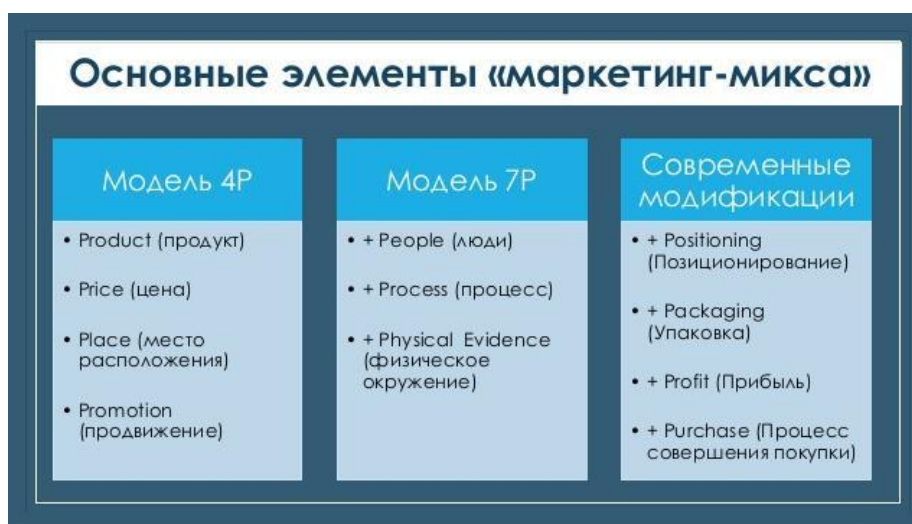 Основные элементы «маркетинг-микса»
Модель 4P
• Product (продукт)
• Price (цена)
• Place (место
расположения)
• Promotion
(продвижение)
Модель 7P
• + People (люди)
• + Process (процесс)
• + Physical Evidence
(физическое
окружение)
Современные
модификации
• + Positioning
(Позиционирование)
• + Packaging
(Упаковка)
• + Profit (Прибыль)
• + Purchase (Процесс
совершения покупки)